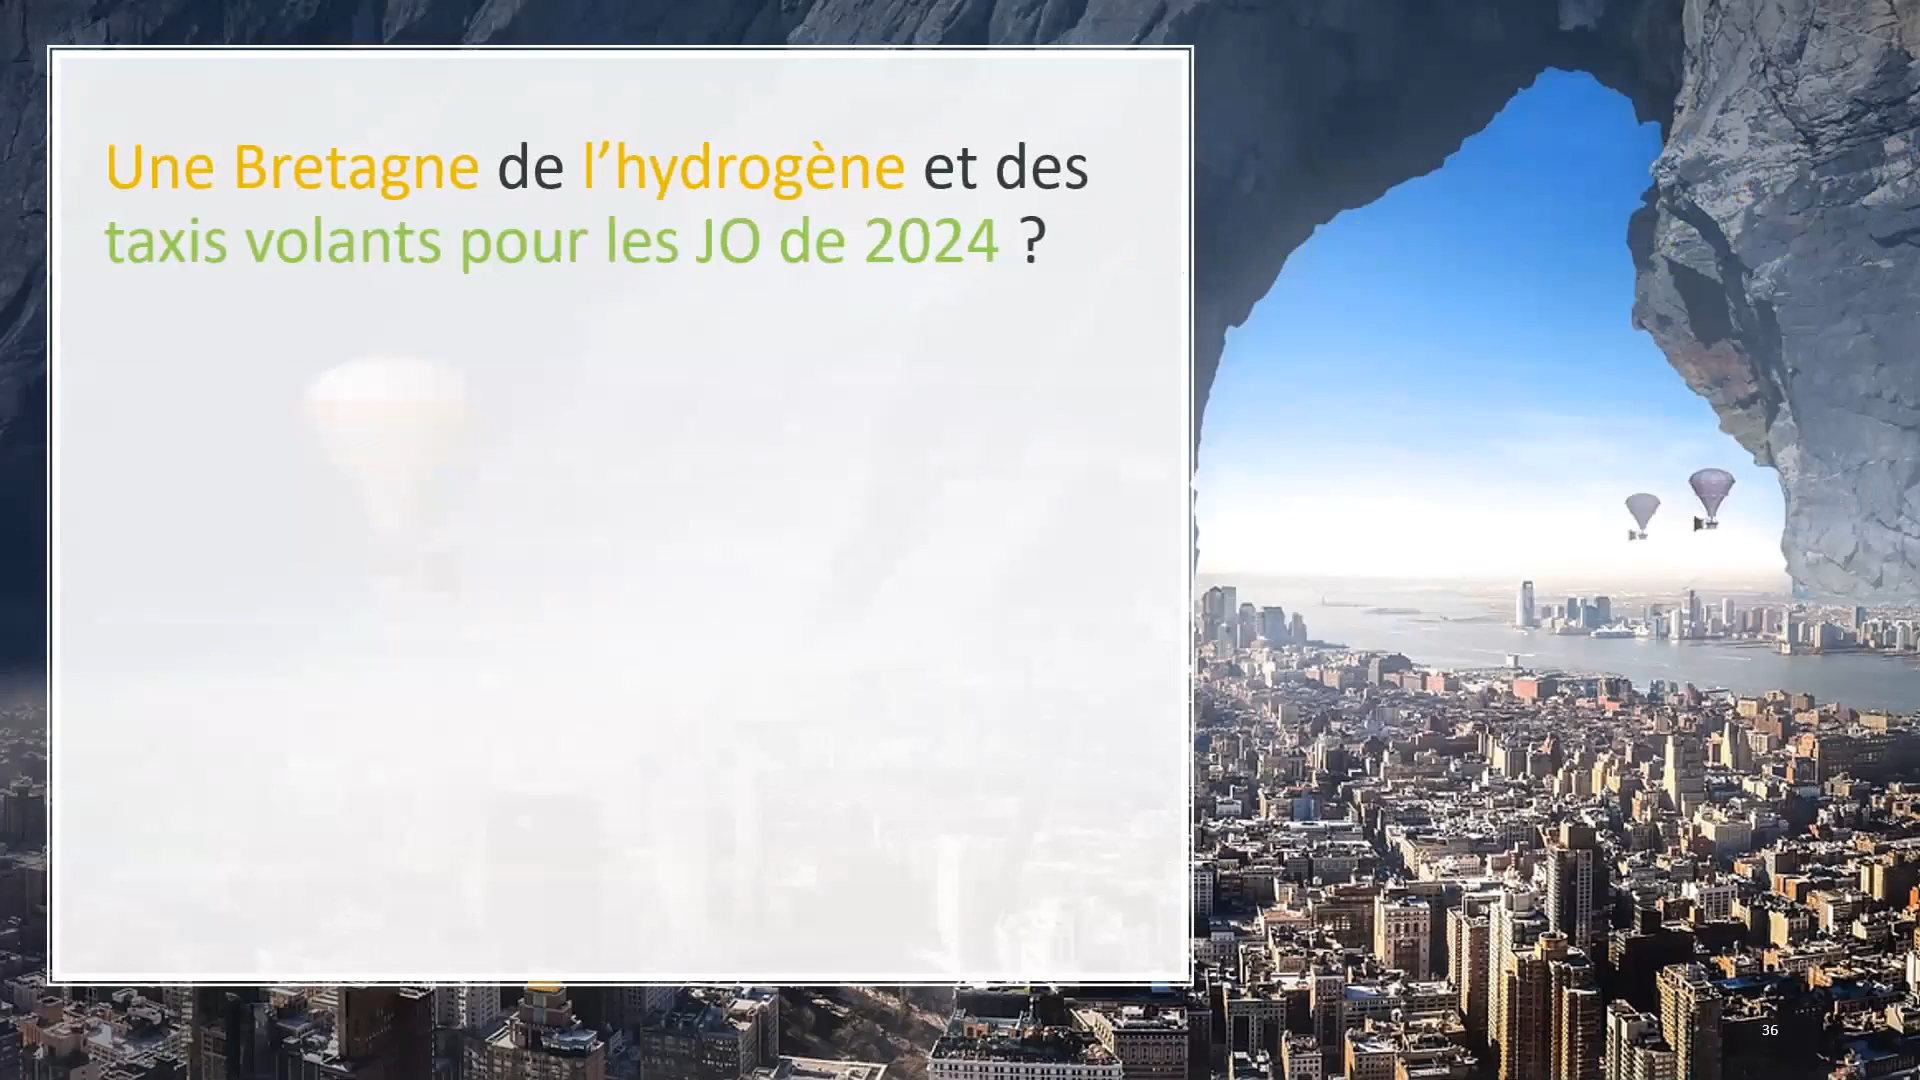 Une Bretagne de l’hydrogène et des
taxis volants pour les JO de 2024 ?
36